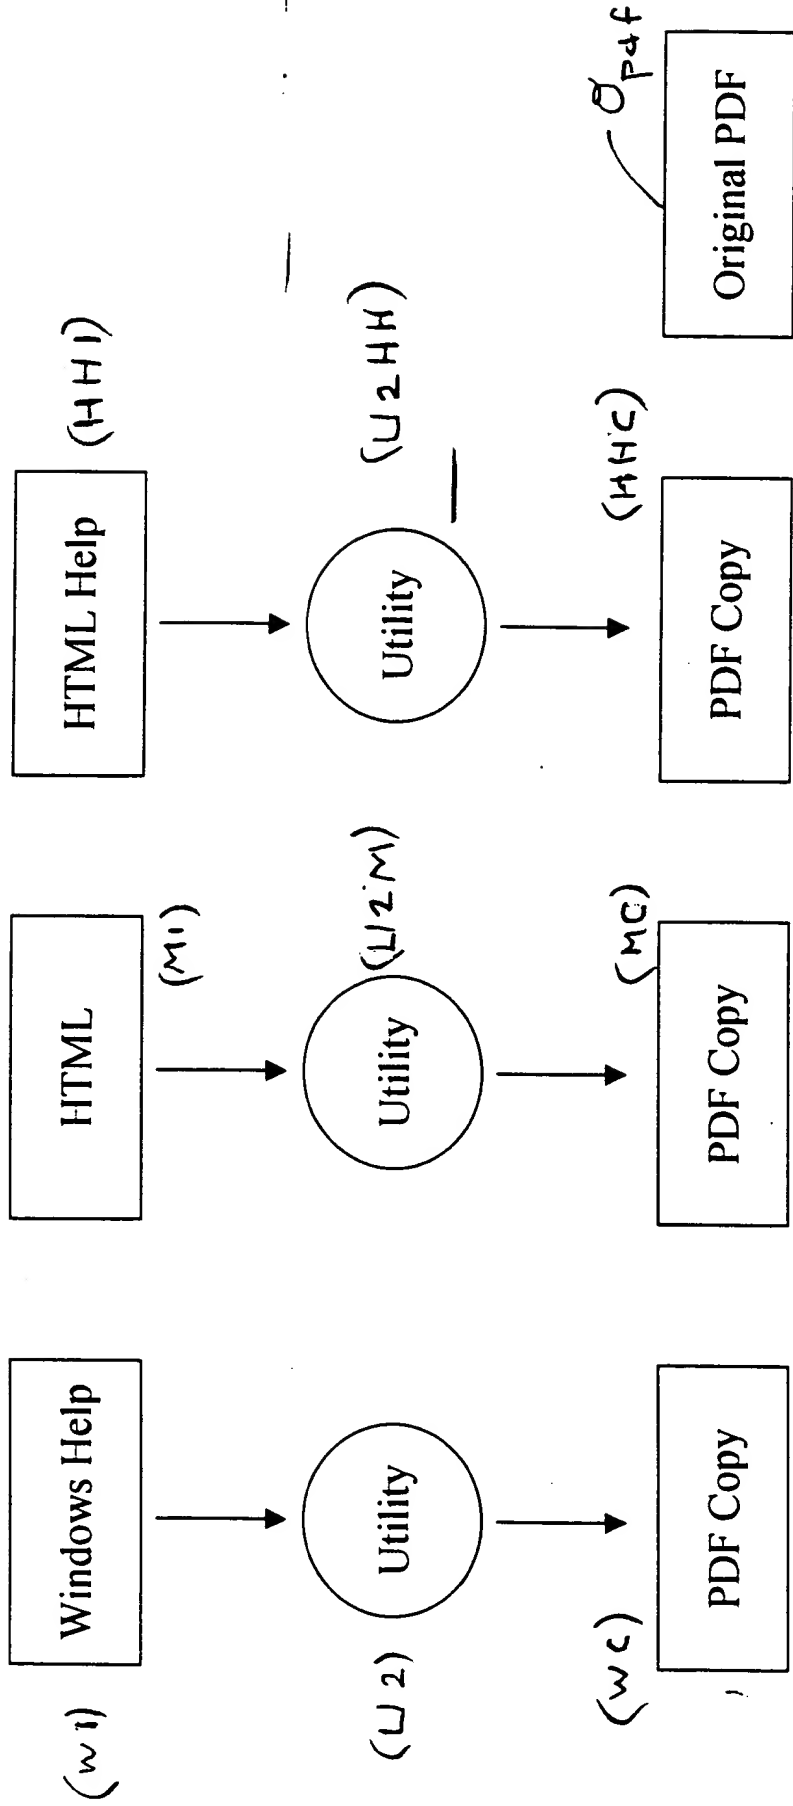 (W1) Windows Help HTML HTML Help (HH1)
(M1)
(U2) Utility Utility (U2M) Utility (U2HH)
(WC) (MC) (HHC) Opdf
PDF Copy PDF Copy PDF Copy Original PDF